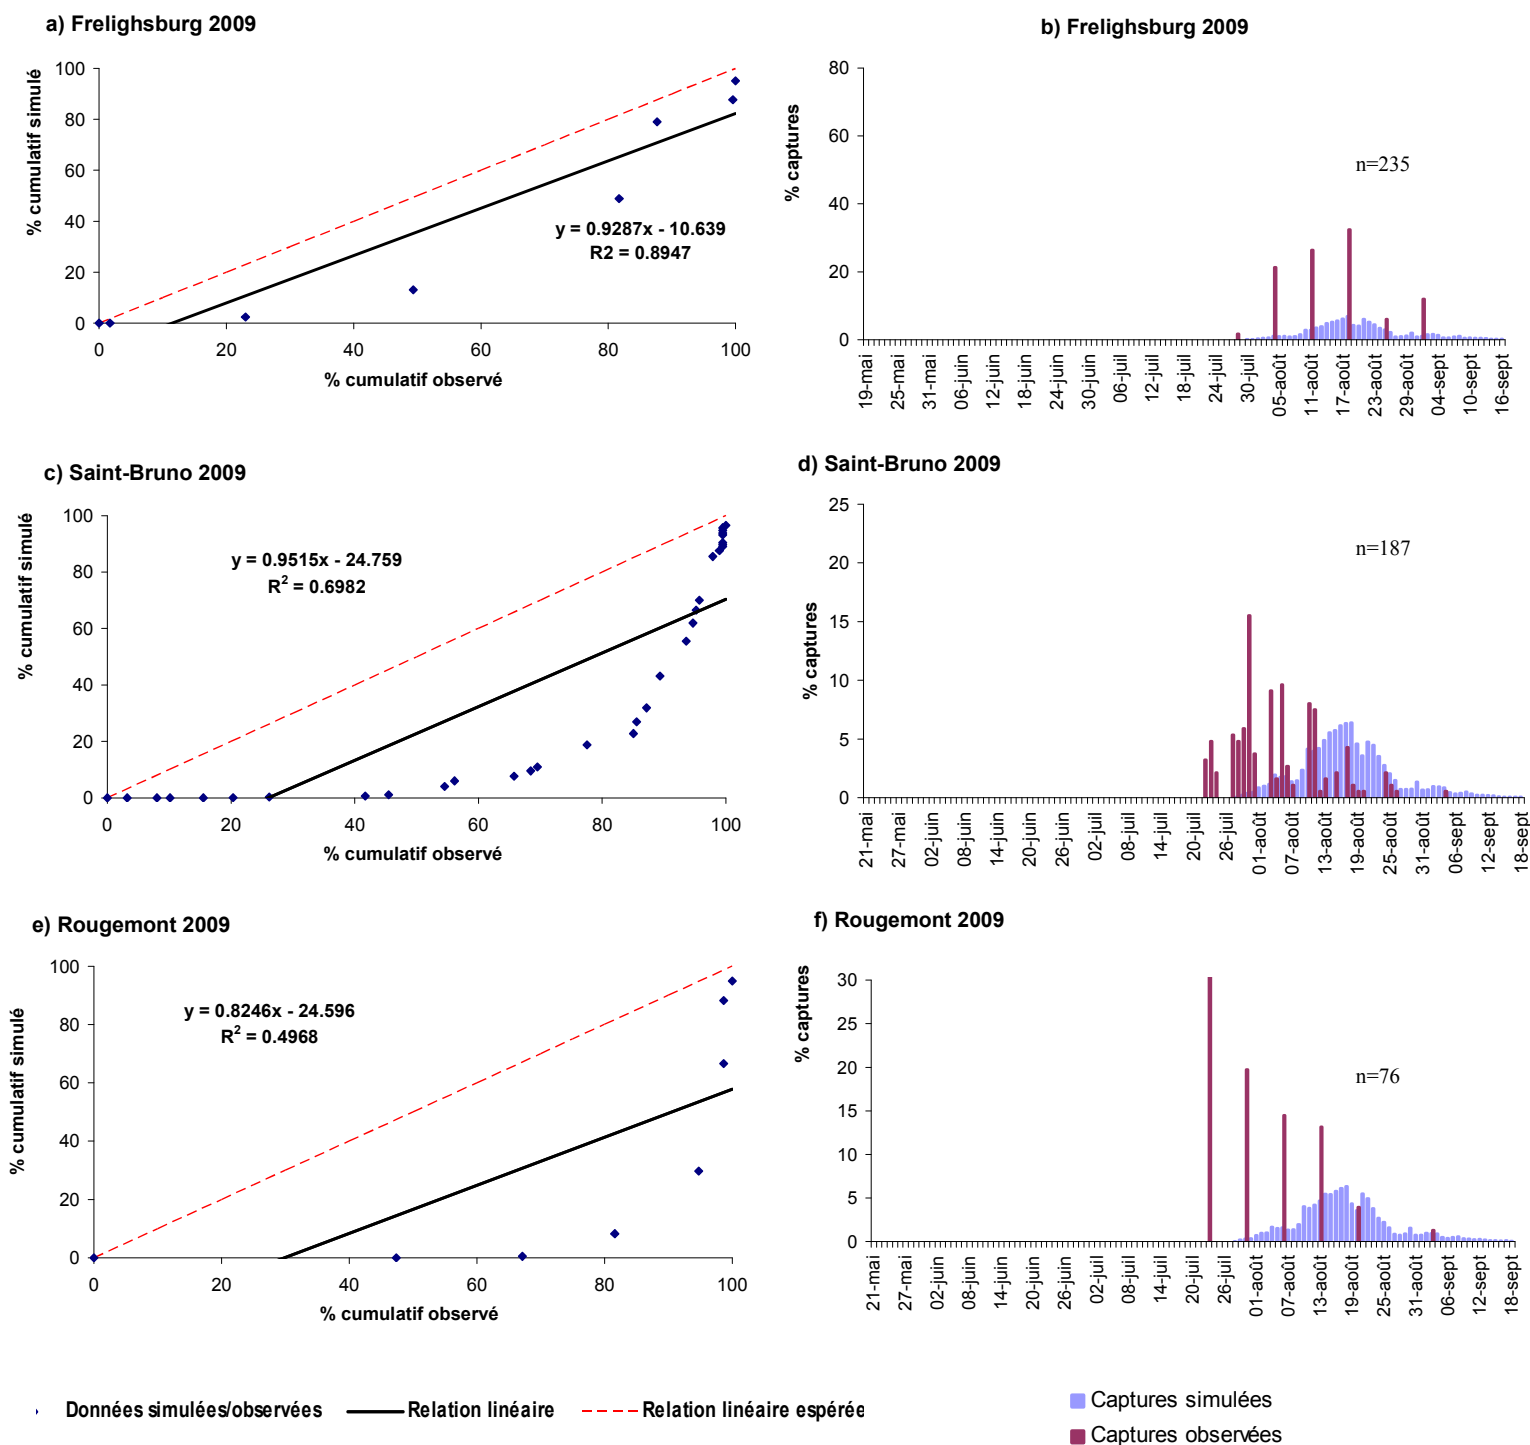 a) Frelighsburg 2009
% cumulatif simulé
100
80
60
40
20
0
y = 0.9287x - 10.639
R2 = 0.8947
0 20 40 60 80 100
% cumulatif observé
b) Frelighsburg 2009
% captures
80
60
40
20
0
n=235
19-mai 25-mai 31-mai 06-juin 12-juin 18-juin 24-juin 30-juin 06-juil 12-juil 18-juil 24-juil 30-juil 05-août 11-août 17-août 23-août 29-août 04-sept 10-sept 16-sept
c) Saint-Bruno 2009
% cumulatif simulé
100
80
60
40
20
0
y = 0.9515x - 24.759
R2 = 0.6982
0 20 40 60 80 100
% cumulatif observé
d) Saint-Bruno 2009
% captures
25
20
15
10
5
0
n=187
21-mai 27-mai 02-juin 08-juin 14-juin 20-juin 26-juin 02-juil 08-juil 14-juil 20-juil 26-juil 01-août 07-août 13-août 19-août 25-août 31-août 06-sept 12-sept 18-sept
e) Rougemont 2009
% cumulatif simulé
100
80
60
40
20
0
y = 0.8246x - 24.596
R2 = 0.4968
0 20 40 60 80 100
% cumulatif observé
f) Rougemont 2009
% captures
30
25
20
15
10
5
0
n=76
21-mai 27-mai 02-juin 08-juin 14-juin 20-juin 26-juin 02-juil 08-juil 14-juil 20-juil 26-juil 01-août 07-août 13-août 19-août 25-août 31-août 06-sept 12-sept 18-sept
Données simulées/observées Relation linéaire Relation linéaire espérée
Captures simulées
Captures observées